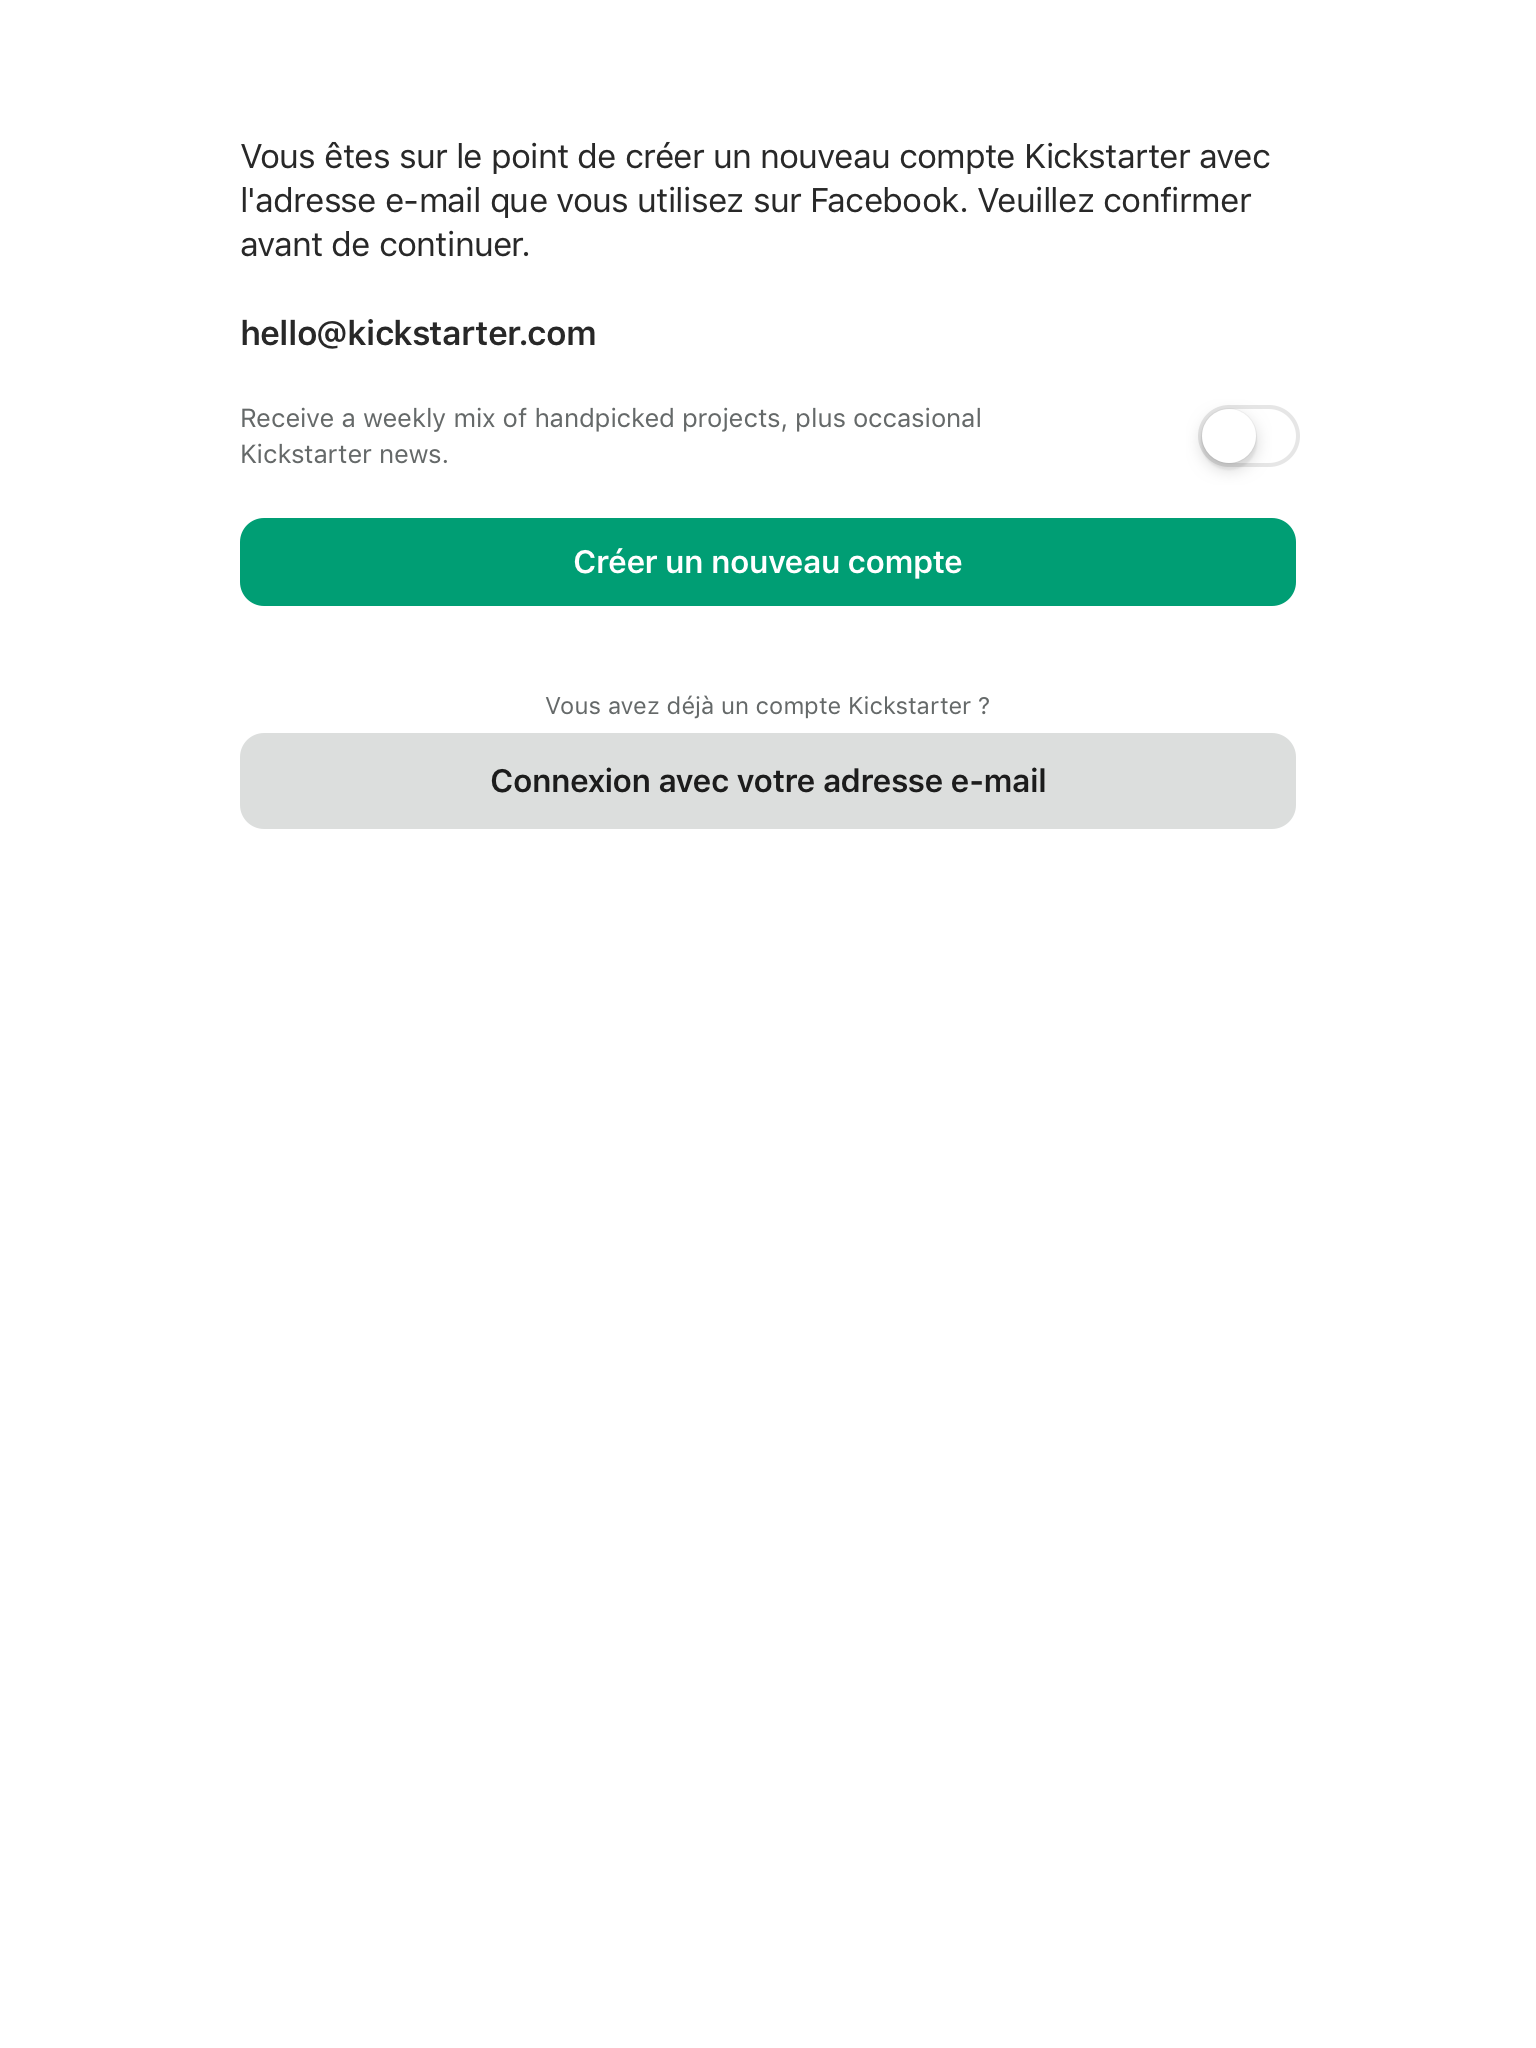 Vous êtes sur le point de créer un nouveau compte Kickstarter avec
l'adresse e-mail que vous utilisez sur Facebook. Veuillez confirmer
avant de continuer.
hello@kickstarter.com
Receive a weekly mix of handpicked projects, plus occasional
Kickstarter news.
Créer un nouveau compte
Vous avez déjà un compte Kickstarter ?
Connexion avec votre adresse e-mail